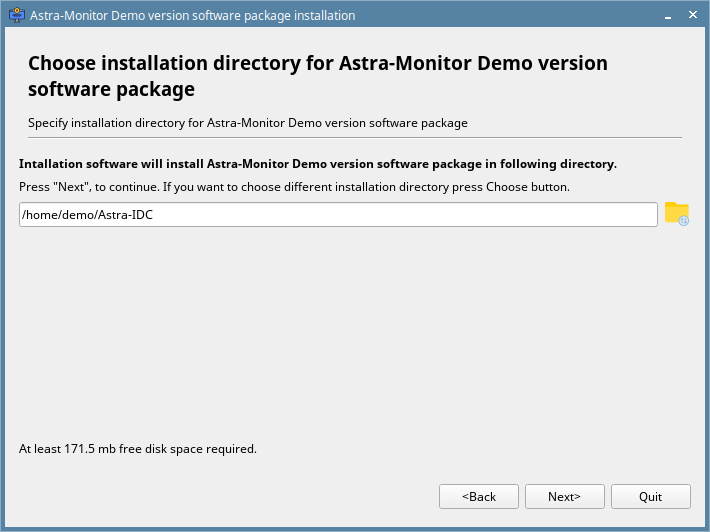 Astra-Monitor Demo version software package installation
Choose installation directory for Astra-Monitor Demo version
software package
Specify installation directory for Astra-Monitor Demo version software package
Intallation software will install Astra-Monitor Demo version software package in following directory.
Press "Next", to continue. If you want to choose different installation directory press Choose button.
/home/demo/Astra-IDC
At least 171.5 mb free disk space required.
<Back Next> Quit